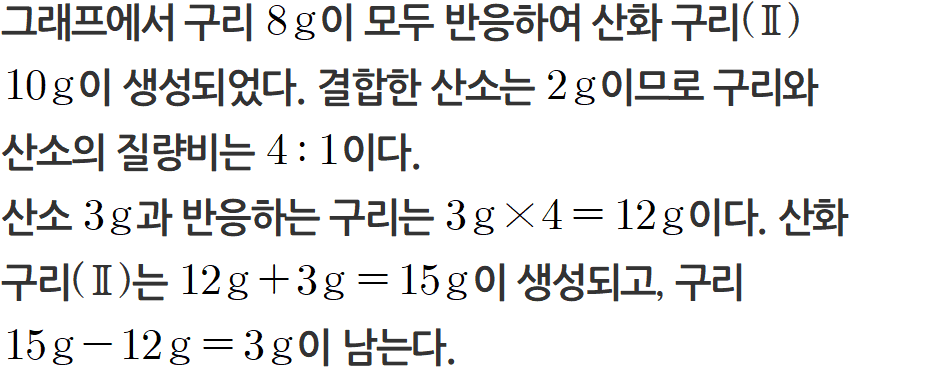 그래프에서 구리 8 g이 모두 반응하여 산화 구리(Ⅱ)
10 g이 생성되었다. 결합한 산소는 2 g이므로 구리와
산소의 질량비는 4 : 1이다.
산소 3 g과 반응하는 구리는 3 g × 4 = 12 g이다. 산화
구리(Ⅱ)는 12 g + 3 g = 15 g이 생성되고, 구리
15 g − 12 g = 3 g이 남는다.